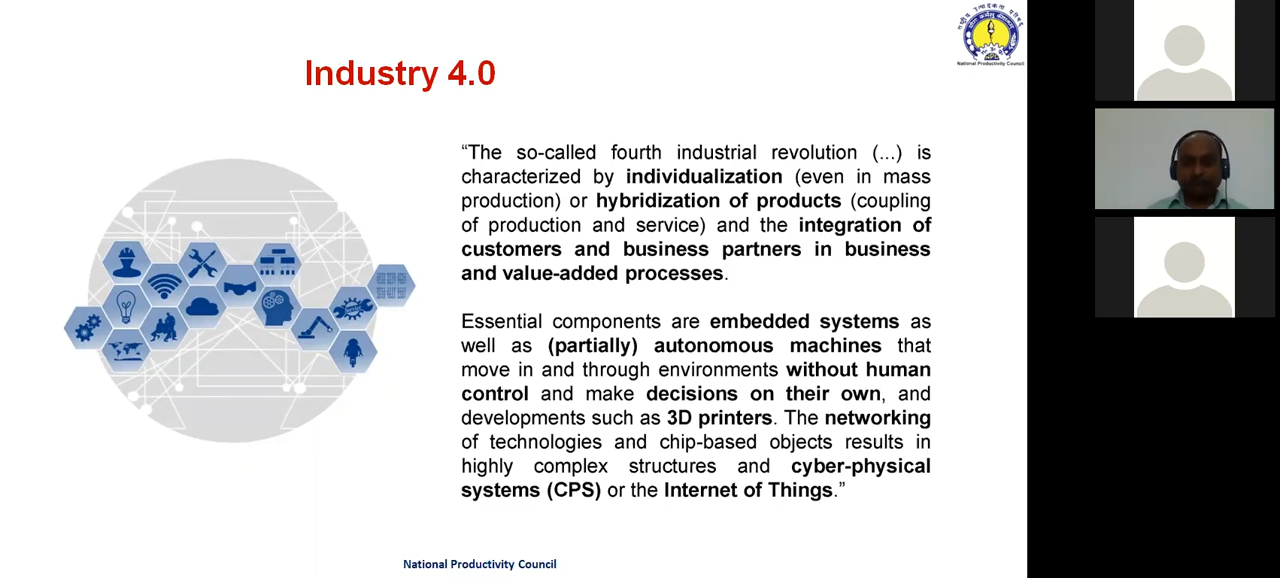 National Productivity Council
Industry 4.0
“The so-called fourth industrial revolution (...) is
characterized by individualization (even in mass
production) or hybridization of products (coupling
of production and service) and the integration of
customers and business partners in business
and value-added processes.
Essential components are embedded systems as
well as (partially) autonomous machines that
move in and through environments without human
control and make decisions on their own, and
developments such as 3D printers. The networking
of technologies and chip-based objects results in
highly complex structures and cyber-physical
systems (CPS) or the Internet of Things.”
National Productivity Council